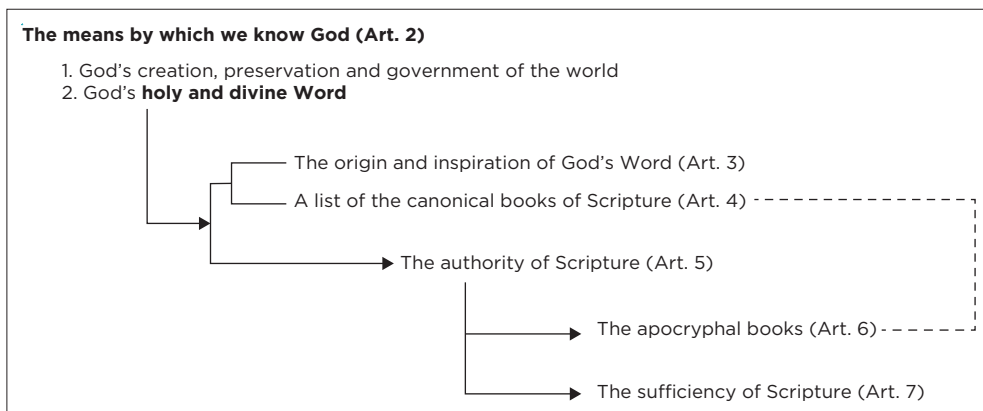 The means by which we know God (Art. 2)
1. God’s creation, preservation and government of the world
2. God’s holy and divine Word
The origin and inspiration of God’s Word (Art. 3)
A list of the canonical books of Scripture (Art. 4)
The authority of Scripture (Art. 5)
The apocryphal books (Art. 6)
The sufficiency of Scripture (Art. 7)